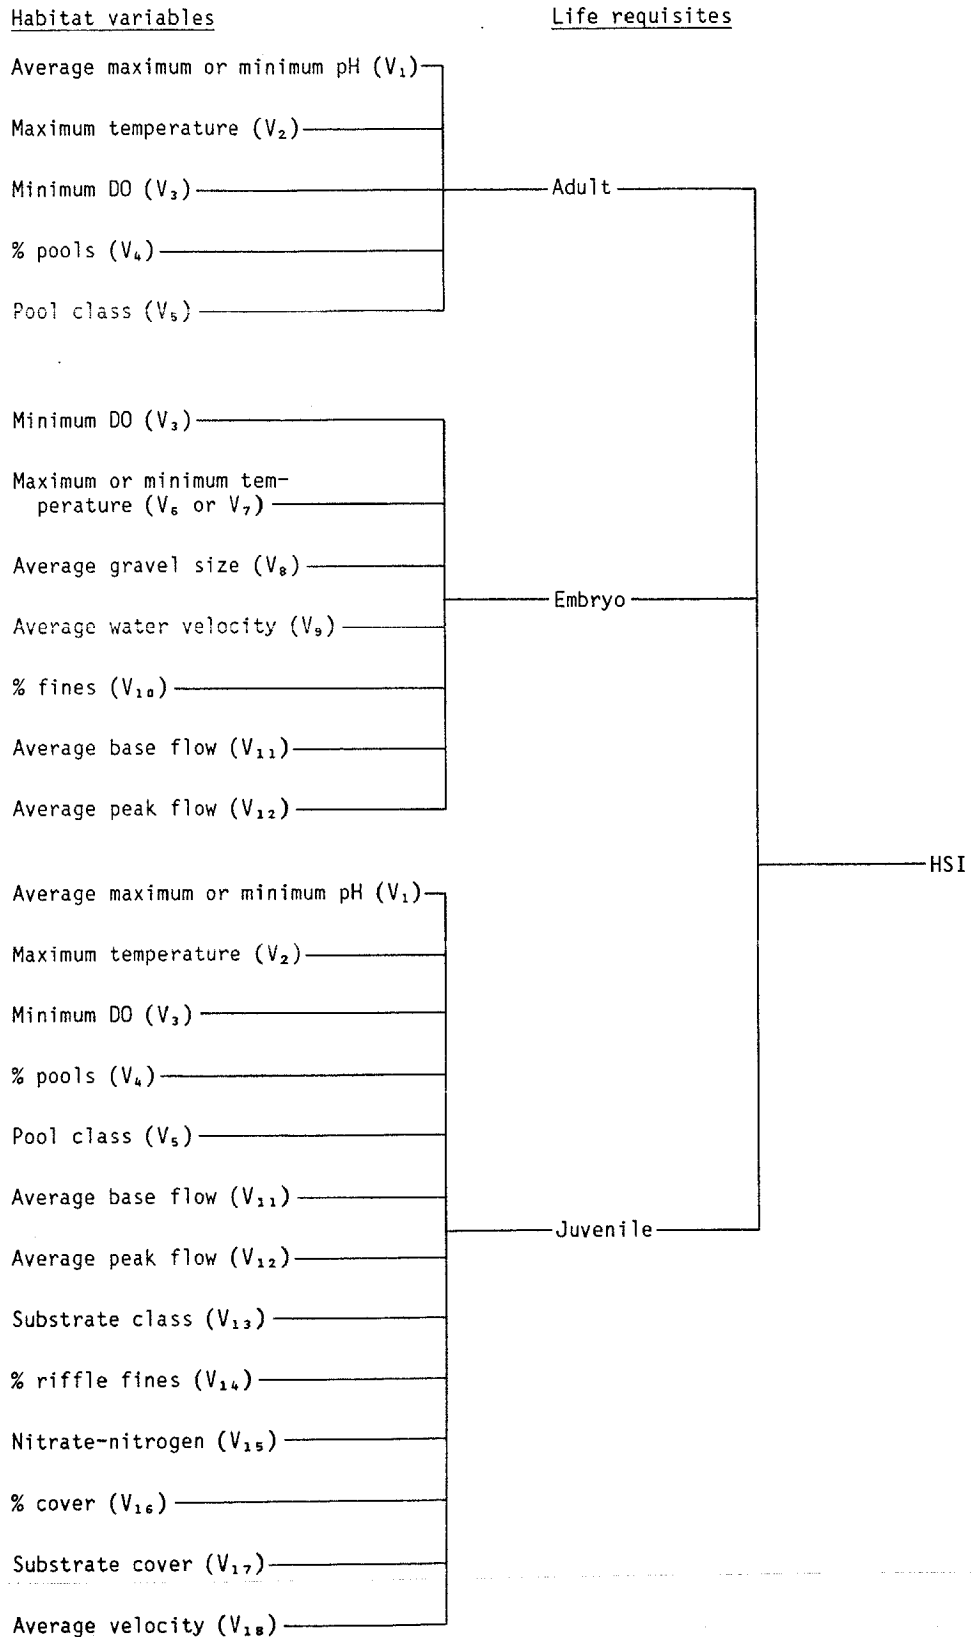 Habitat variables Life requisites
Average maximum or minimum pH (V₁)
Maximum temperature (V₂)
Minimum DO (V₃) Adult
% pools (V₄)
Pool class (V₅)
Minimum DO (V₃)
Maximum or minimum tem-
perature (V₆ or V₇)
Average gravel size (V₈)
Embryo
Average water velocity (V₉)
% fines (V₁₀)
Average base flow (V₁₁)
Average peak flow (V₁₂)
HSI
Average maximum or minimum pH (V₁)
Maximum temperature (V₂)
Minimum DO (V₃)
% pools (V₄)
Pool class (V₅)
Average base flow (V₁₁)
Juvenile
Average peak flow (V₁₂)
Substrate class (V₁₃)
% riffle fines (V₁₄)
Nitrate-nitrogen (V₁₅)
% cover (V₁₆)
Substrate cover (V₁₇)
Average velocity (V₁₈)